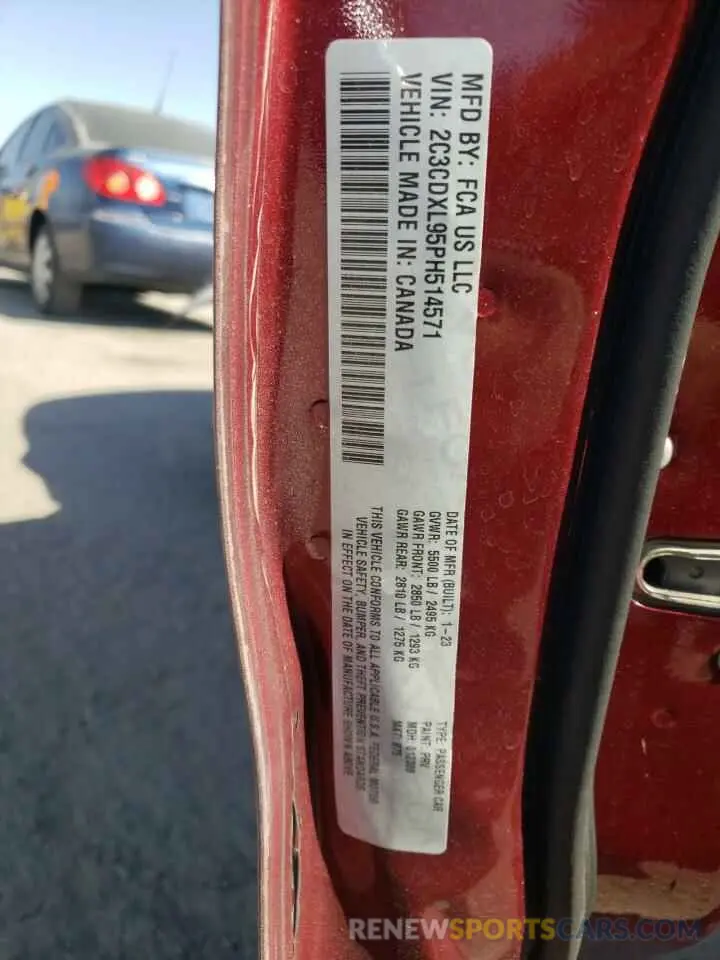 MFD BY: FCA US LLC
VIN: 2C3CDXL95PH514571
VEHICLE MADE IN: CANADA
DATE OF MFR (BUILT): 1-23
GVWR: 5500 LB / 2495 KG
GAWR FRONT: 2850 LB / 1293 KG
GAWR REAR: 2810 LB / 1275 KG
THIS VEHICLE CONFORMS TO ALL APPLICABLE U.S.A. FEDERAL MOTOR
VEHICLE SAFETY, BUMPER, AND THEFT PREVENTION STANDARDS
IN EFFECT ON THE DATE OF MANUFACTURE SHOWN ABOVE
TYPE: PASSENGER CAR
PAINT: PRV
MDH:
MKT:
RENEWSPORTSCARS.COM